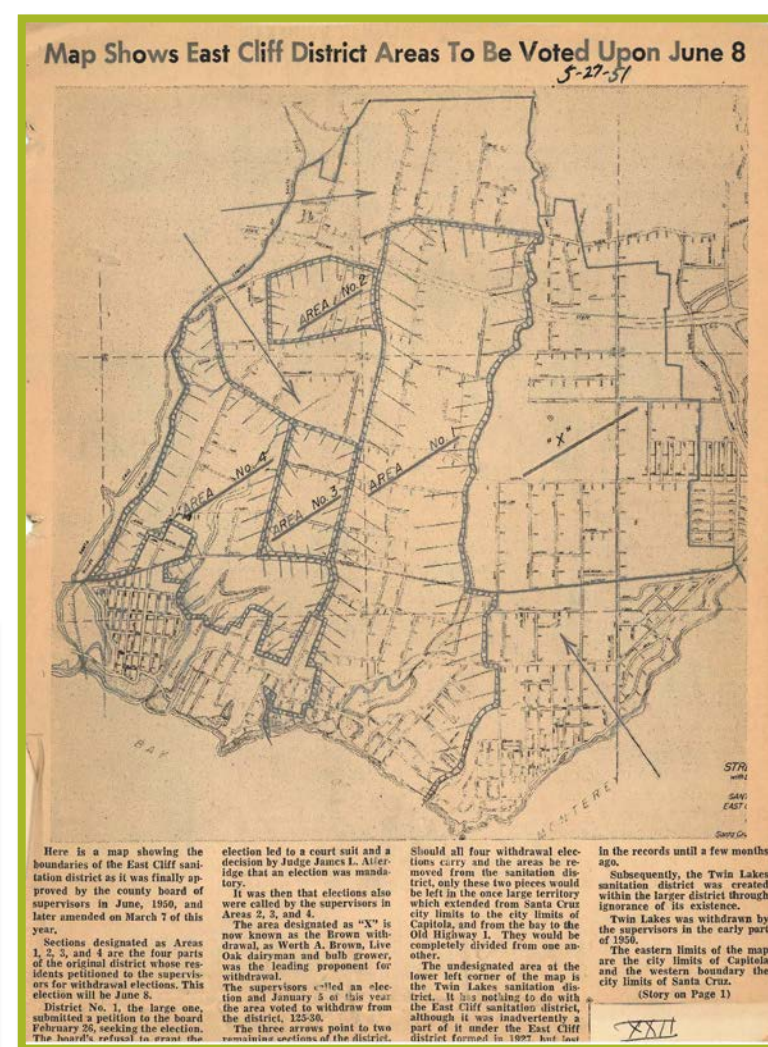 Map Shows East Cliff District Areas To Be Voted Upon June 8
5-27-51
AREA No. 2
"X"
AREA No. 1
AREA No. 4
AREA No. 3
BAY
MONTEREY
Here is a map showing the
boundaries of the East Cliff sani-
tation district as it was finally ap-
proved by the county board of
supervisors in June, 1950, and
later amended on March 7 of this
year.
Sections designated as Areas
1, 2, 3, and 4 are the four parts
of the original district whose res-
idents petitioned to the supervis-
ors for withdrawal elections. This
election will be June 8.
District No. 1, the large one,
submitted a petition to the board
February 26, seeking the election.
The board's refusal to grant the
election led to a court suit and a
decision by Judge James L. Atter-
idge that an election was manda-
tory.
It was then that elections also
were called by the supervisors in
Areas 2, 3, and 4.
The area designated as "X" is
now known as the Brown with-
drawal, as Worth A. Brown, Live
Oak dairyman and bulb grower,
was the leading proponent for
withdrawal.
The supervisors called an elec-
tion and January 5 of this year
the area voted to withdraw from
the district, 125-30.
The three arrows point to two
remaining sections of the district.
Should all four withdrawal elec-
tions carry and the areas be re-
moved from the sanitation dis-
trict, only these two pieces would
be left in the once large territory
which extended from Santa Cruz
city limits to the city limits of
Capitola, and from the bay to the
Old Highway 1. They would be
completely divided from one an-
other.
The undesignated area at the
lower left corner of the map is
the Twin Lakes sanitation dis-
trict. It has nothing to do with
the East Cliff sanitation district,
although it was inadvertently a
part of it under the East Cliff
district formed in 1927, but lost
in the records until a few months
ago.
Subsequently, the Twin Lakes
sanitation district was created
within the larger district through
ignorance of its existence.
Twin Lakes was withdrawn by
the supervisors in the early part
of 1950.
The eastern limits of the map
are the city limits of Capitola
and the western boundary the
city limits of Santa Cruz.
(Story on Page 1)
XXII